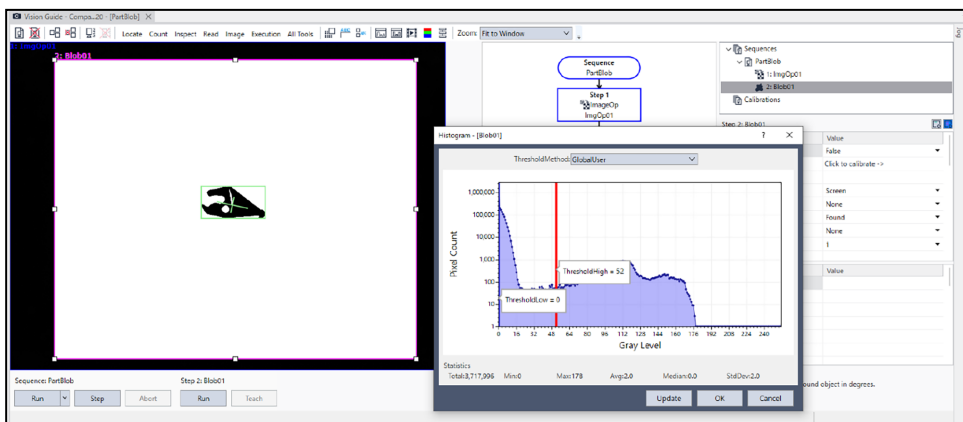 Vision Guide - Compa...20 - [PartBlob]
Locate Count Inspect Read Image Execution All Tools
Zoom: Fit to Window
1: ImgOp01
2: Blob01
Sequence
PartBlob
Step 1
ImageOp
ImgOp01
Sequences
PartBlob
1: ImgOp01
2: Blob01
Calibrations
Step 2: Blob01
Value
False
Click to calibrate ->
Screen
None
Found
None
1
Value
ound object in degrees.
Histogram - [Blob01]
? X
ThresholdMethod: GlobalUser
1,000,000
100,000
10,000
1,000
100
10
1
Pixel Count
ThresholdHigh = 52
ThresholdLow = 0
0 16 32 48 64 80 96 112 128 144 160 176 192 208 224 240
Gray Level
Statistics
Total:3,717,996 Min:0 Max:178 Avg:2.0 Median:0.0 StdDev:2.0
Update OK Cancel
Sequence: PartBlob
Step 2: Blob01
Run Step Abort Run Teach